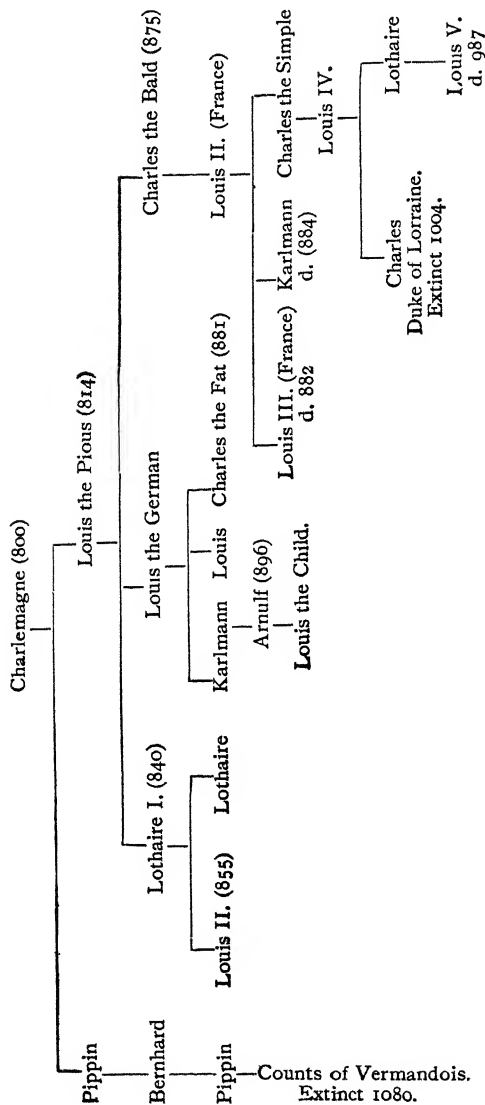 Charlemagne (800)
Pippin
Louis the Pious (814)
Bernhard
Lothaire I. (840)
Louis the German
Charles the Bald (875)
Pippin
Louis II. (855)
Lothaire
Karlmann
Louis
Charles the Fat (881)
Louis II. (France)
Counts of Vermandois.
Extinct 1080.
Arnulf (896)
Louis III. (France)
d. 882
Karlmann
d. (884)
Charles the Simple
Louis the Child.
Louis IV.
Charles
Duke of Lorraine.
Extinct 1004.
Lothaire
Louis V.
d. 987